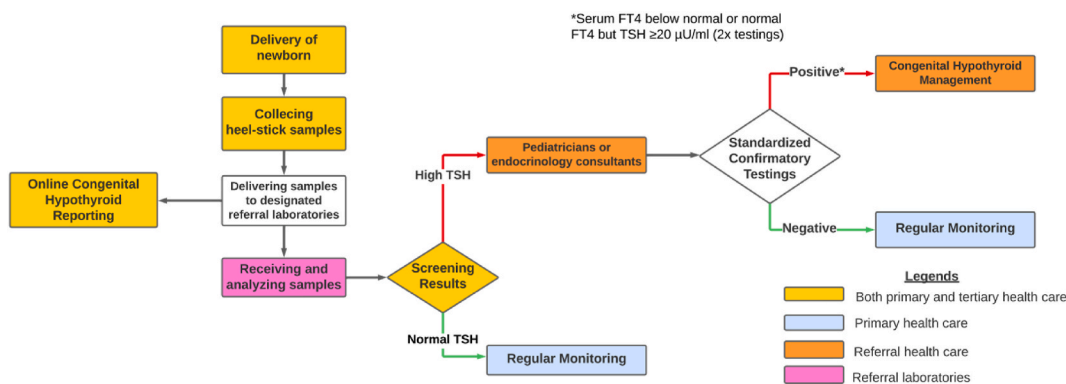 *Serum FT4 below normal or normal
FT4 but TSH ≥20 µU/ml (2x testings)
Delivery of
newborn
Collecing
heel-stick samples
Delivering samples
to designated
referral laboratories
Online Congenital
Hypothyroid
Reporting
Receiving and
analyzing samples
Screening
Results
High TSH
Normal TSH
Regular Monitoring
Pediatricians or
endocrinology consultants
Standardized
Confirmatory
Testings
Positive*
Congenital Hypothyroid
Management
Negative
Regular Monitoring
Legends
Both primary and tertiary health care
Primary health care
Referral health care
Referral laboratories